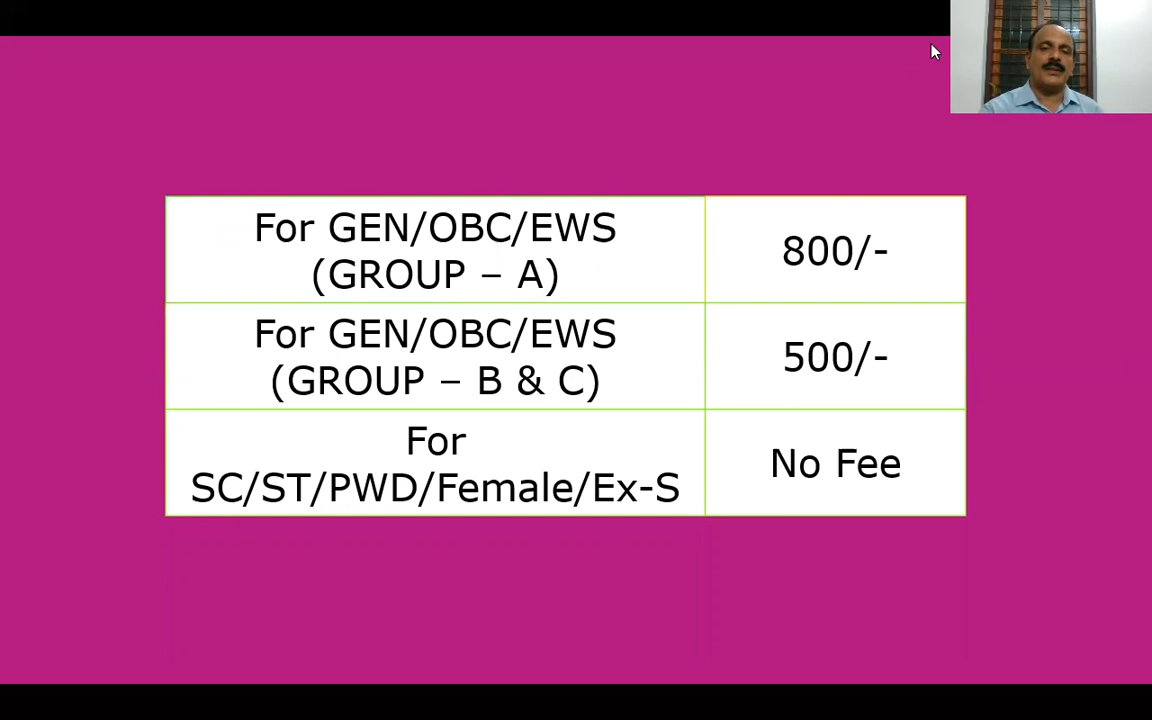 For GEN/OBC/EWS
(GROUP – A)
800/-
For GEN/OBC/EWS
(GROUP – B & C)
500/-
For
SC/ST/PWD/Female/Ex-S
No Fee